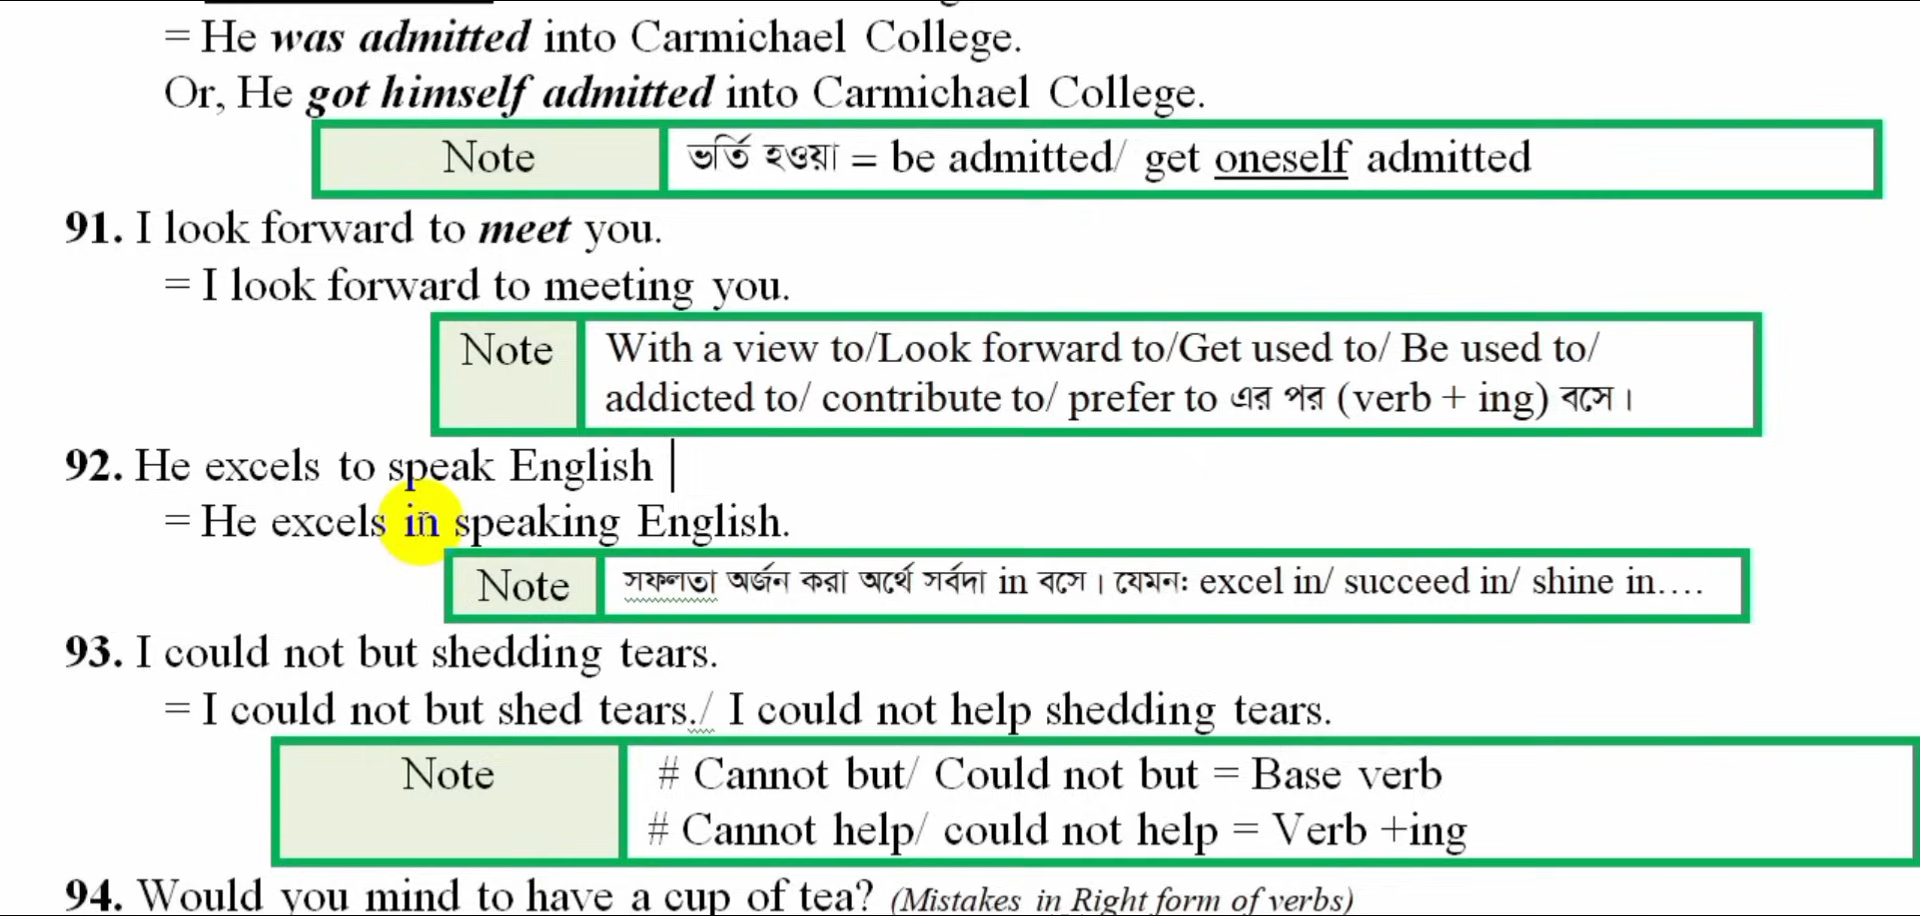 = He was admitted into Carmichael College.
Or, He got himself admitted into Carmichael College.
Note ভর্তি হওয়া = be admitted/ get oneself admitted
91. I look forward to meet you.
= I look forward to meeting you.
Note With a view to/Look forward to/Get used to/ Be used to/
addicted to/ contribute to/ prefer to এর পর (verb + ing) বসে।
92. He excels to speak English
= He excels in speaking English.
Note সফলতা অর্জন করা অর্থে সর্বদা in বসে। যেমনঃ excel in/ succeed in/ shine in....
93. I could not but shedding tears.
= I could not but shed tears./ I could not help shedding tears.
Note # Cannot but/ Could not but = Base verb
# Cannot help/ could not help = Verb +ing
94. Would you mind to have a cup of tea? (Mistakes in Right form of verbs)